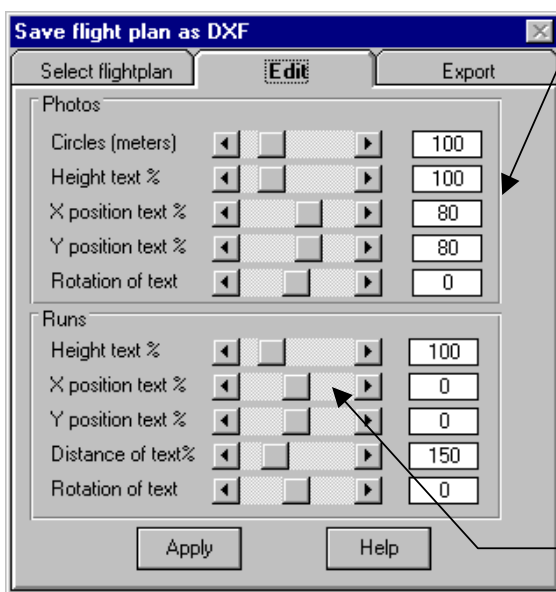 Save flight plan as DXF
Select flightplan Edit Export
Photos
Circles (meters) 100
Height text % 100
X position text % 80
Y position text % 80
Rotation of text 0
Runs
Height text % 100
X position text % 0
Y position text % 0
Distance of text% 150
Rotation of text 0
Apply Help